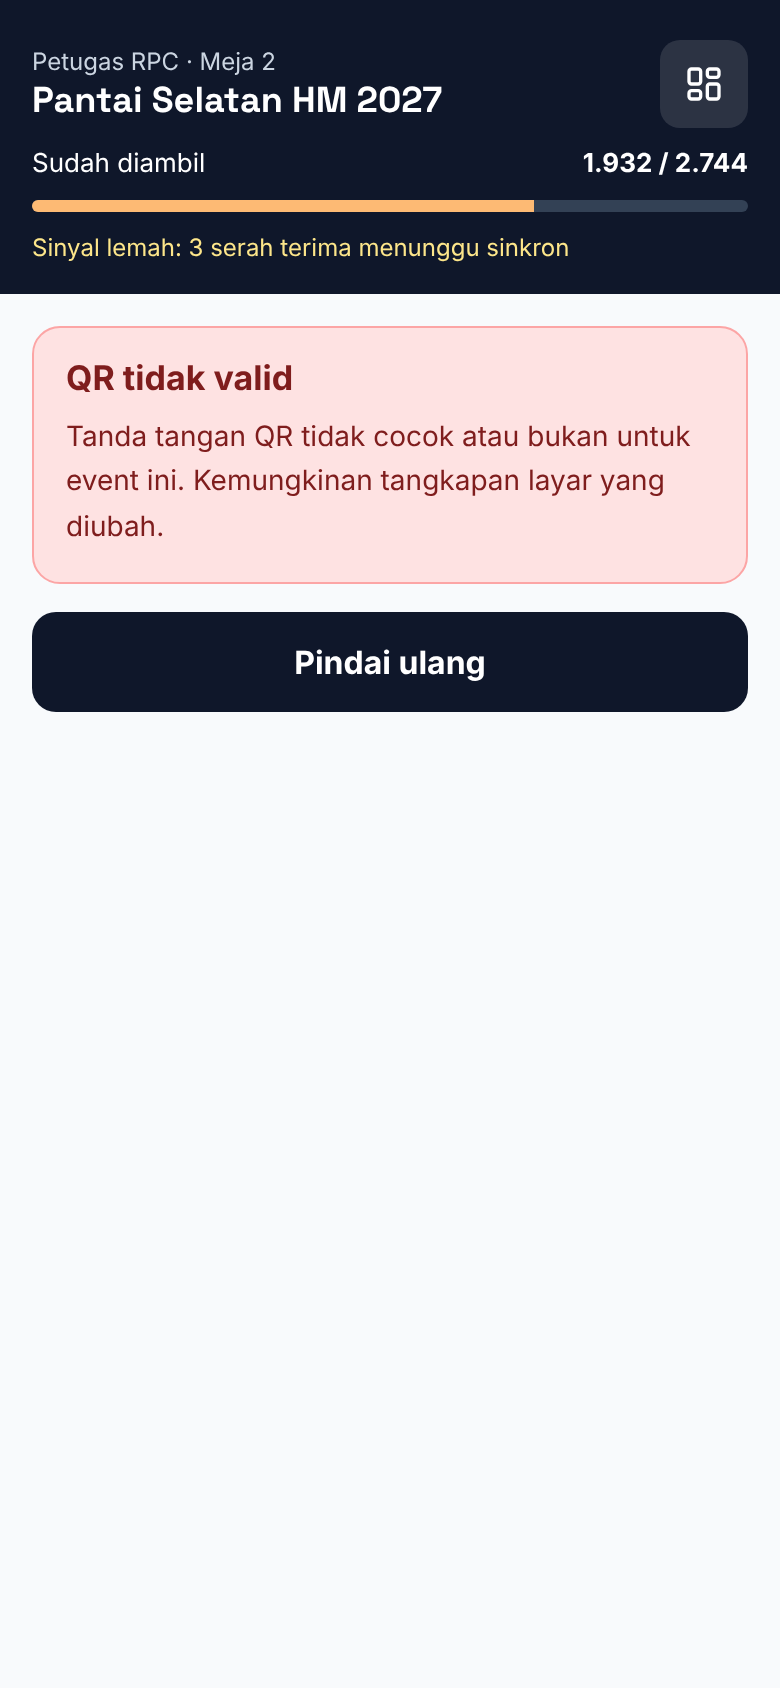 Petugas RPC · Meja 2
Pantai Selatan HM 2027
Sudah diambil
1.932 / 2.744
Sinyal lemah: 3 serah terima menunggu sinkron
QR tidak valid
Tanda tangan QR tidak cocok atau bukan untuk
event ini. Kemungkinan tangkapan layar yang
diubah.
Pindai ulang